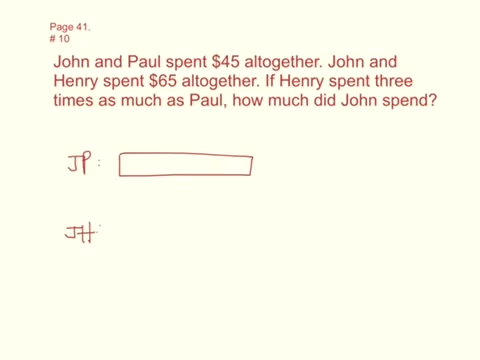 Page 41.
# 10
John and Paul spent $45 altogether. John and
Henry spent $65 altogether. If Henry spent three
times as much as Paul, how much did John spend?
JP:
JH: